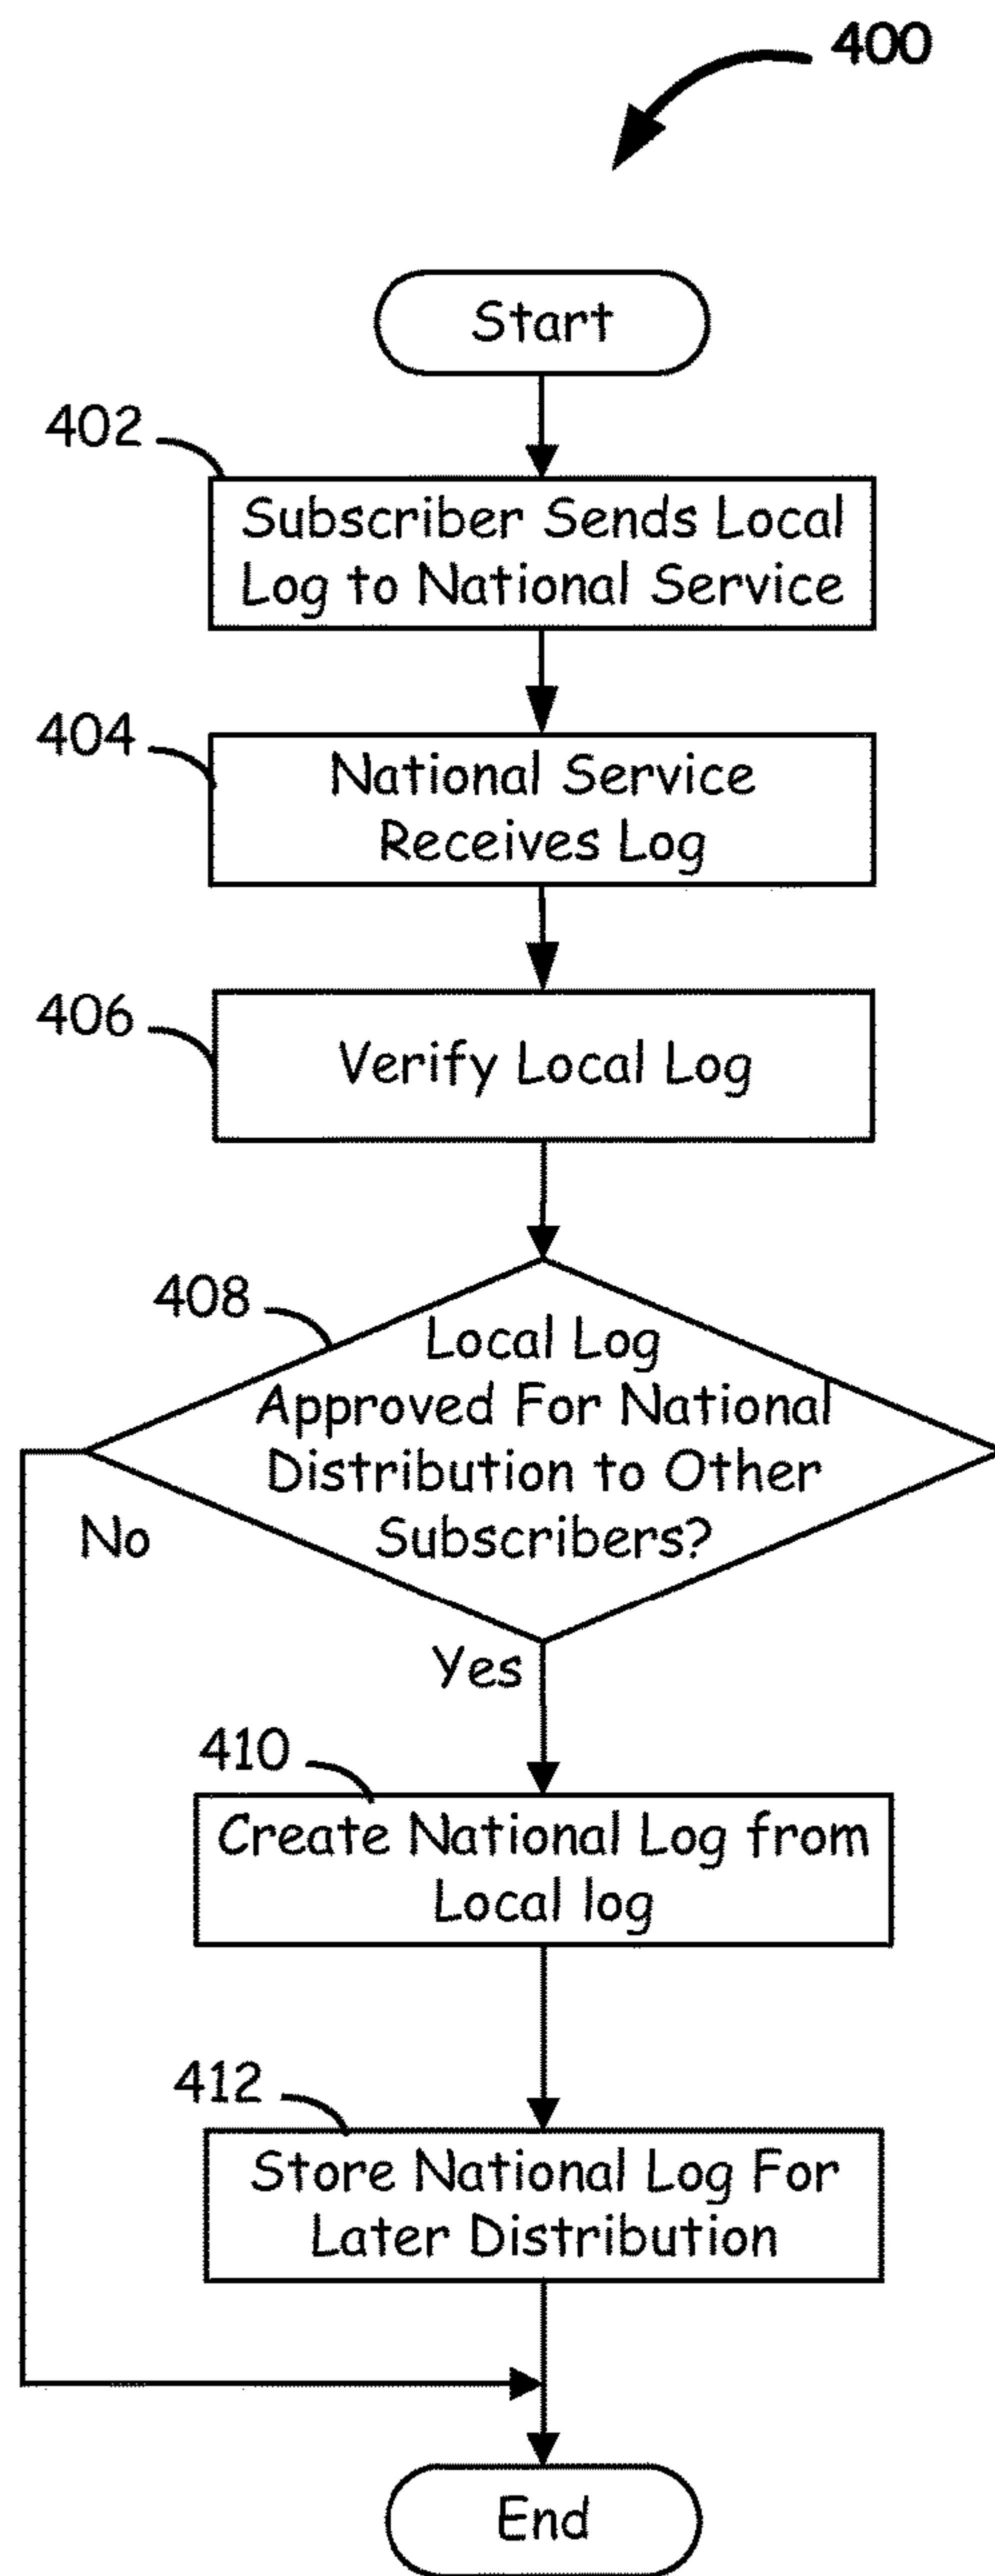 400
Start
402
Subscriber Sends Local
Log to National Service
404
National Service
Receives Log
406
Verify Local Log
408
Local Log
Approved For National
Distribution to Other
Subscribers?
No
Yes
410
Create National Log from
Local log
412
Store National Log For
Later Distribution
End